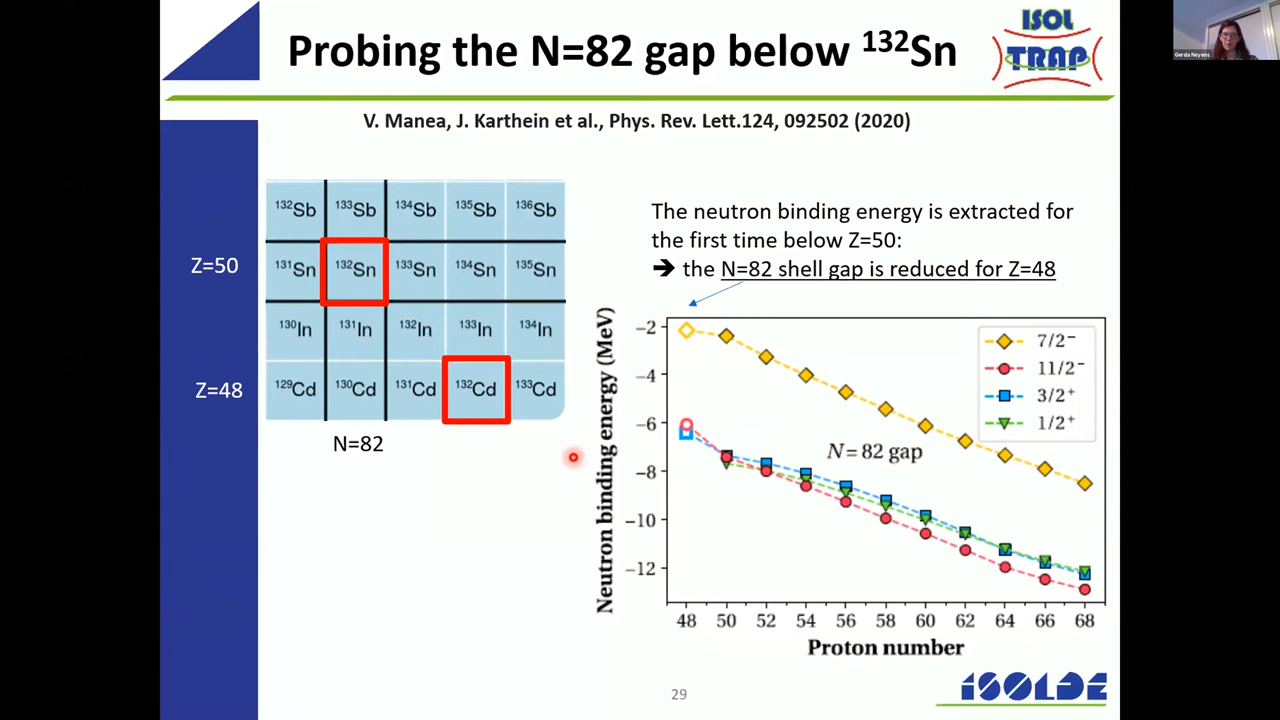 Probing the N=82 gap below ¹³²Sn
ISOL
TRAP
Gerda Neyens
V. Manea, J. Karthein et al., Phys. Rev. Lett.124, 092502 (2020)
¹³²Sb ¹³³Sb ¹³⁴Sb ¹³⁵Sb ¹³⁶Sb
Z=50 ¹³¹Sn ¹³²Sn ¹³³Sn ¹³⁴Sn ¹³⁵Sn
¹³⁰In ¹³¹In ¹³²In ¹³³In ¹³⁴In
Z=48 ¹²⁹Cd ¹³⁰Cd ¹³¹Cd ¹³²Cd ¹³³Cd
N=82
The neutron binding energy is extracted for
the first time below Z=50:
➔ the N=82 shell gap is reduced for Z=48
Neutron binding energy (MeV)
−2
−4
−6
−8
−10
−12
7/2⁻
11/2⁻
3/2⁺
1/2⁺
N = 82 gap
48 50 52 54 56 58 60 62 64 66 68
Proton number
29
ISOLDE